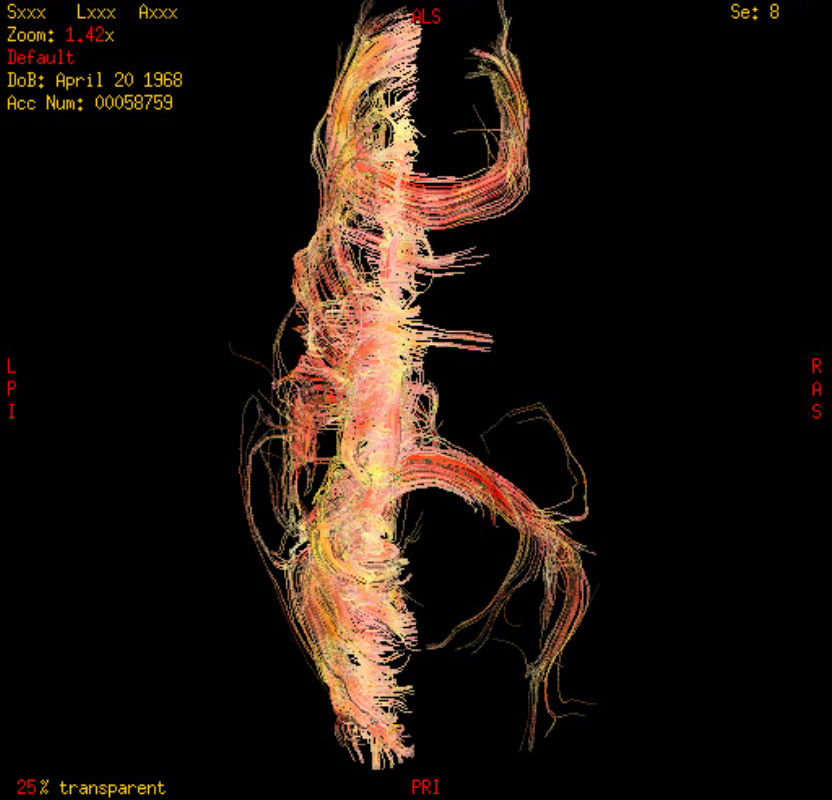 Sxxx Lxxx Axxx
Zoom: 1.42x
Default
DoB: April 20 1968
Acc Num: 00058759
ALS
Se: 8
L
P
I
R
A
S
25% transparent
PRI